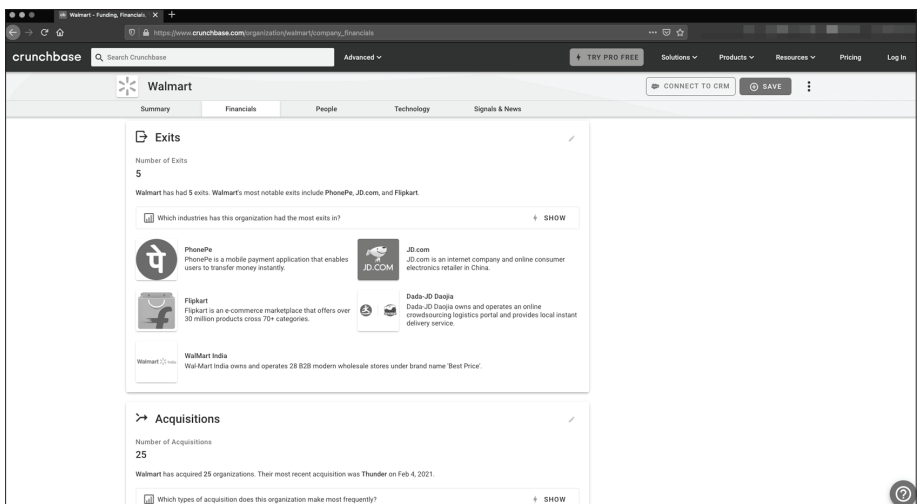 Walmart - Funding, Financials,
https://www.crunchbase.com/organization/walmart/company_financials
crunchbase
Search Crunchbase
Advanced
TRY PRO FREE
Solutions
Products
Resources
Pricing
Log In
Walmart
CONNECT TO CRM
SAVE
Summary
Financials
People
Technology
Signals & News
Exits
Number of Exits
5
Walmart has had 5 exits. Walmart's most notable exits include PhonePe, JD.com, and Flipkart.
Which industries has this organization had the most exits in?
SHOW
पे
PhonePe
PhonePe is a mobile payment application that enables
users to transfer money instantly.
JD.COM
JD.com
JD.com is an internet company and online consumer
electronics retailer in China.
Flipkart
Flipkart is an e-commerce marketplace that offers over
30 million products cross 70+ categories.
Dada-JD Daojia
Dada-JD Daojia owns and operates an online
crowdsourcing logistics portal and provides local instant
delivery service.
Walmart India
WalMart India
Wal-Mart India owns and operates 28 B2B modern wholesale stores under brand name 'Best Price'.
Acquisitions
Number of Acquisitions
25
Walmart has acquired 25 organizations. Their most recent acquisition was Thunder on Feb 4, 2021.
Which types of acquisition does this organization make most frequently?
SHOW